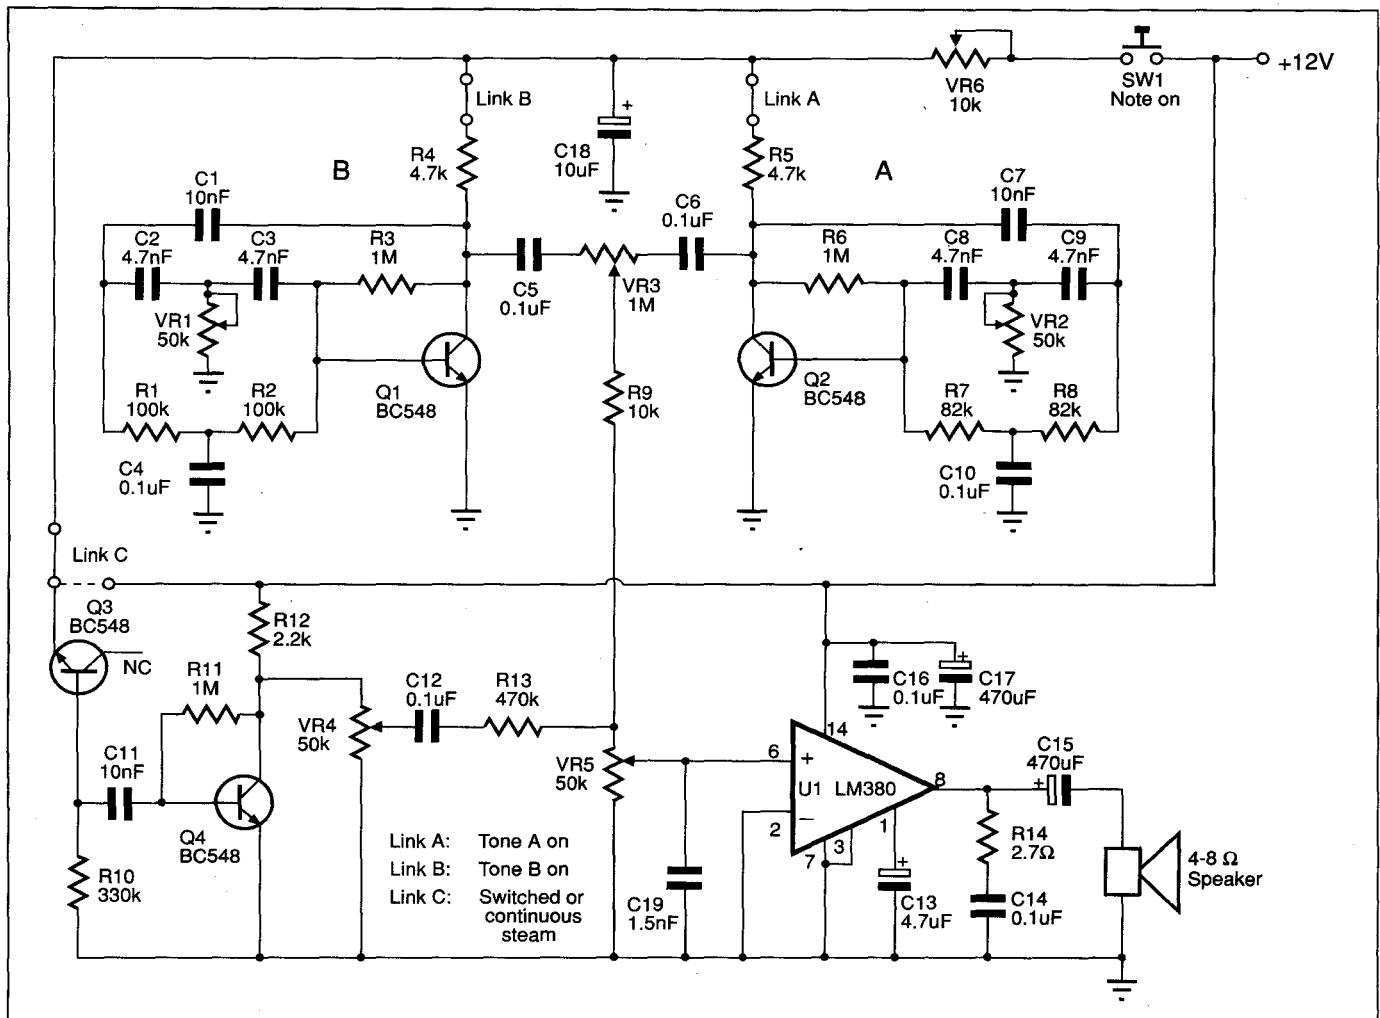 +12V
VR6
10k
SW1
Note on
Link B
Link A
C18
10uF
+
R4
4.7k
R5
4.7k
B
A
C1
10nF
C7
10nF
C2
4.7nF
C3
4.7nF
R3
1M
C6
0.1uF
R6
1M
C8
4.7nF
C9
4.7nF
C5
0.1uF
VR3
1M
VR1
50k
VR2
50k
Q1
BC548
Q2
BC548
R1
100k
R2
100k
R9
10k
R7
82k
R8
82k
C4
0.1uF
C10
0.1uF
Link C
Q3
BC548
NC
R12
2.2k
R11
1M
C12
0.1uF
R13
470k
VR4
50k
C16
0.1uF
+
C17
470uF
C11
10nF
VR5
50k
14
6
+
U1 LM380
8
2
–
7
3
1
C15
470uF
+
Q4
BC548
R14
2.7Ω
4-8 Ω
Speaker
R10
330k
Link A: Tone A on
Link B: Tone B on
Link C: Switched or
continuous
steam
C19
1.5nF
+
C13
4.7uF
C14
0.1uF